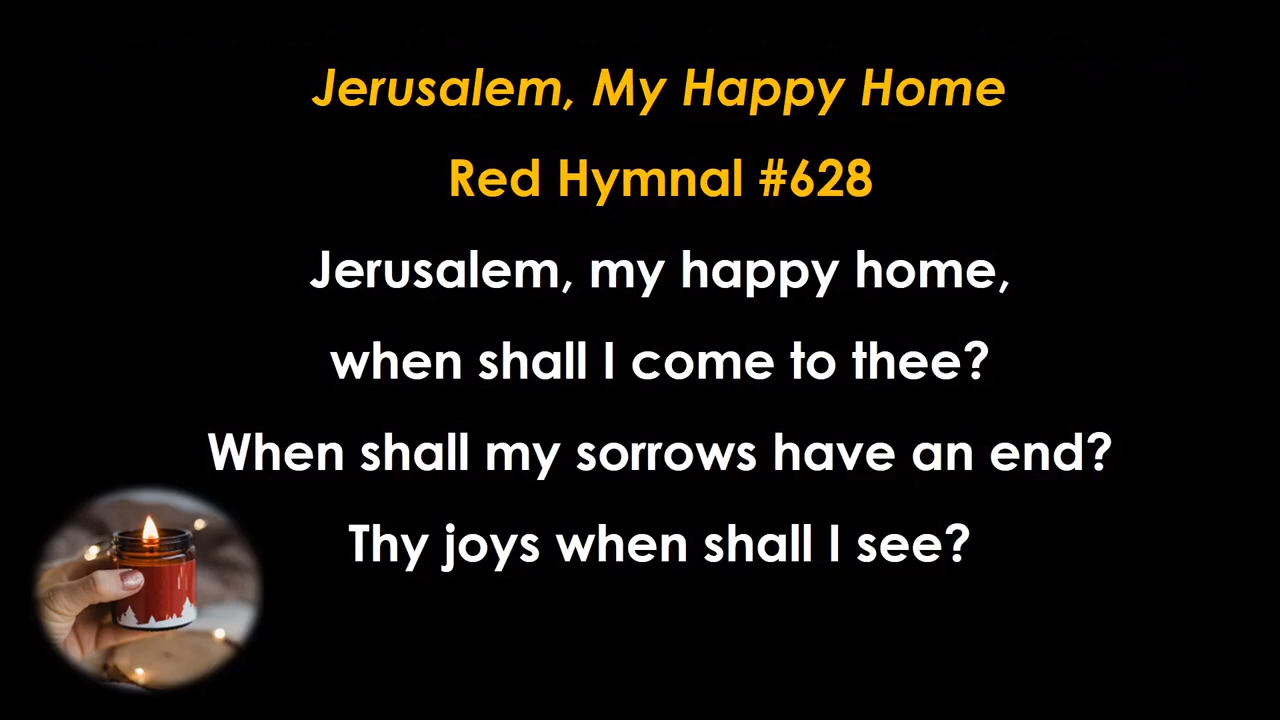 Jerusalem, My Happy Home
Red Hymnal #628
Jerusalem, my happy home,
when shall I come to thee?
When shall my sorrows have an end?
Thy joys when shall I see?